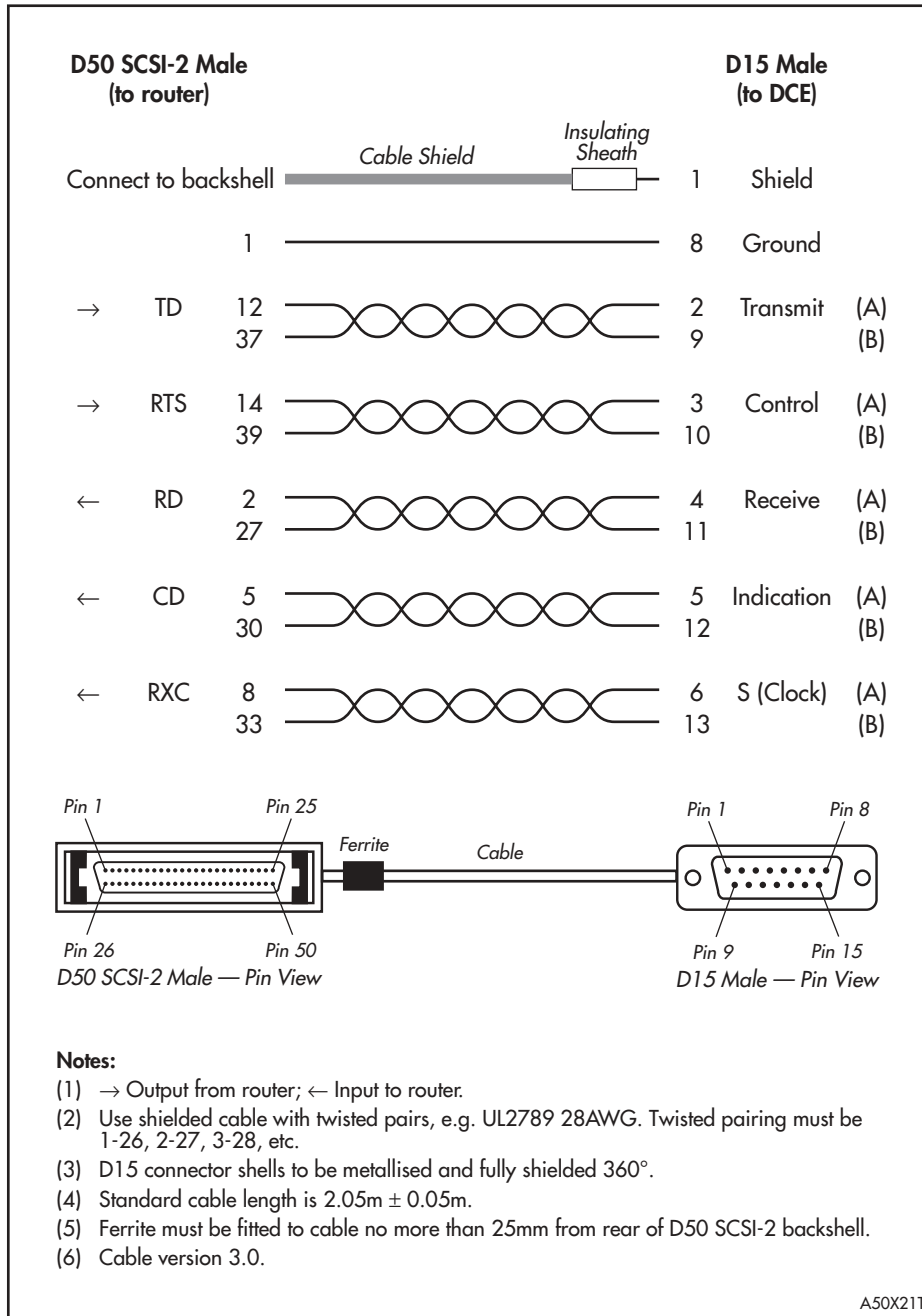 D50 SCSI-2 Male
(to router)
D15 Male
(to DCE)
Connect to backshell
Cable Shield
Insulating
Sheath
1 Shield
1 8 Ground
→ TD 12 2 Transmit (A)
37 9 (B)
→ RTS 14 3 Control (A)
39 10 (B)
← RD 2 4 Receive (A)
27 11 (B)
← CD 5 5 Indication (A)
30 12 (B)
← RXC 8 6 S (Clock) (A)
33 13 (B)
Pin 1 Pin 25
Ferrite
Cable
Pin 1 Pin 8
Pin 26 Pin 50
D50 SCSI-2 Male — Pin View
Pin 9 Pin 15
D15 Male — Pin View
Notes:
(1) → Output from router; ← Input to router.
(2) Use shielded cable with twisted pairs, e.g. UL2789 28AWG. Twisted pairing must be
1-26, 2-27, 3-28, etc.
(3) D15 connector shells to be metallised and fully shielded 360°.
(4) Standard cable length is 2.05m ± 0.05m.
(5) Ferrite must be fitted to cable no more than 25mm from rear of D50 SCSI-2 backshell.
(6) Cable version 3.0.